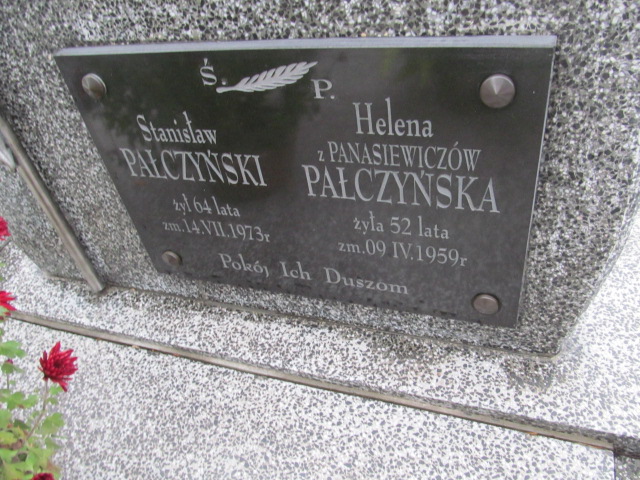 Ś. P.
Stanisław
PAŁCZYŃSKI
żył 64 lata
zm.14.VII.1973r
Helena
z PANASIEWICZÓW
PAŁCZYŃSKA
żyła 52 lata
zm.09 IV.1959r
Pokój Ich Duszom